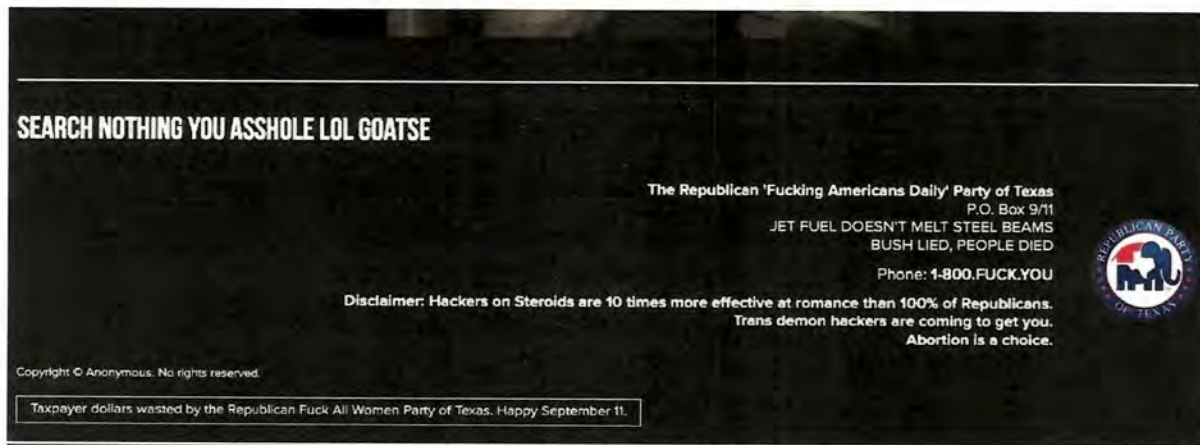 SEARCH NOTHING YOU ASSHOLE LOL GOATSE
The Republican 'Fucking Americans Daily' Party of Texas
P.O. Box 9/11
JET FUEL DOESN'T MELT STEEL BEAMS
BUSH LIED, PEOPLE DIED
Phone: 1-800.FUCK.YOU
REPUBLICAN PARTY OF TEXAS
Disclaimer: Hackers on Steroids are 10 times more effective at romance than 100% of Republicans.
Trans demon hackers are coming to get you.
Abortion is a choice.
Copyright © Anonymous. No rights reserved.
Taxpayer dollars wasted by the Republican Fuck All Women Party of Texas. Happy September 11.